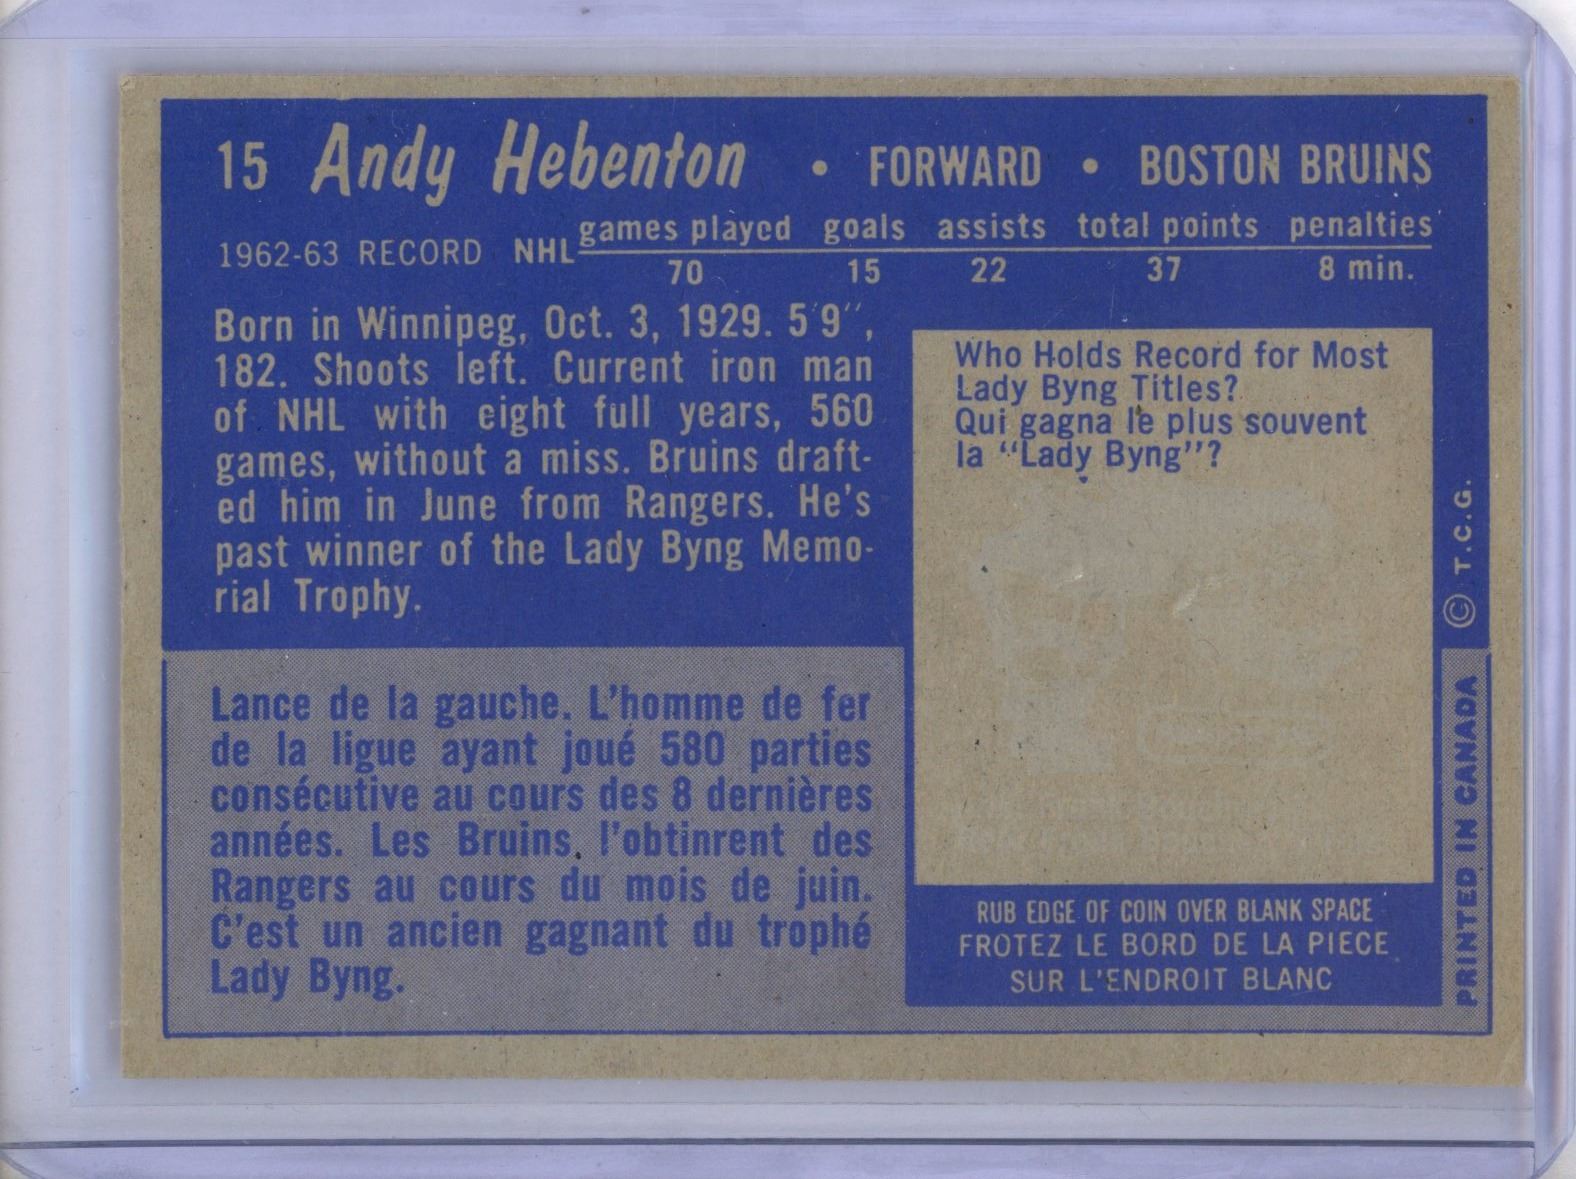 15 Andy Hebenton • FORWARD • BOSTON BRUINS
games played goals assists total points penalties
1962-63 RECORD NHL
70 15 22 37 8 min.
Born in Winnipeg, Oct. 3, 1929. 5'9",
182. Shoots left. Current iron man
of NHL with eight full years, 560
games, without a miss. Bruins draft-
ed him in June from Rangers. He's
past winner of the Lady Byng Memo-
rial Trophy.
Lance de la gauche. L'homme de fer
de la ligue ayant joué 580 parties
consécutive au cours des 8 dernières
années. Les Bruins l'obtinrent des
Rangers au cours du mois de juin.
C'est un ancien gagnant du trophé
Lady Byng.
Who Holds Record for Most
Lady Byng Titles?
Qui gagna le plus souvent
la "Lady Byng"?
RUB EDGE OF COIN OVER BLANK SPACE
FROTEZ LE BORD DE LA PIECE
SUR L'ENDROIT BLANC
© T.C.G.
PRINTED IN CANADA